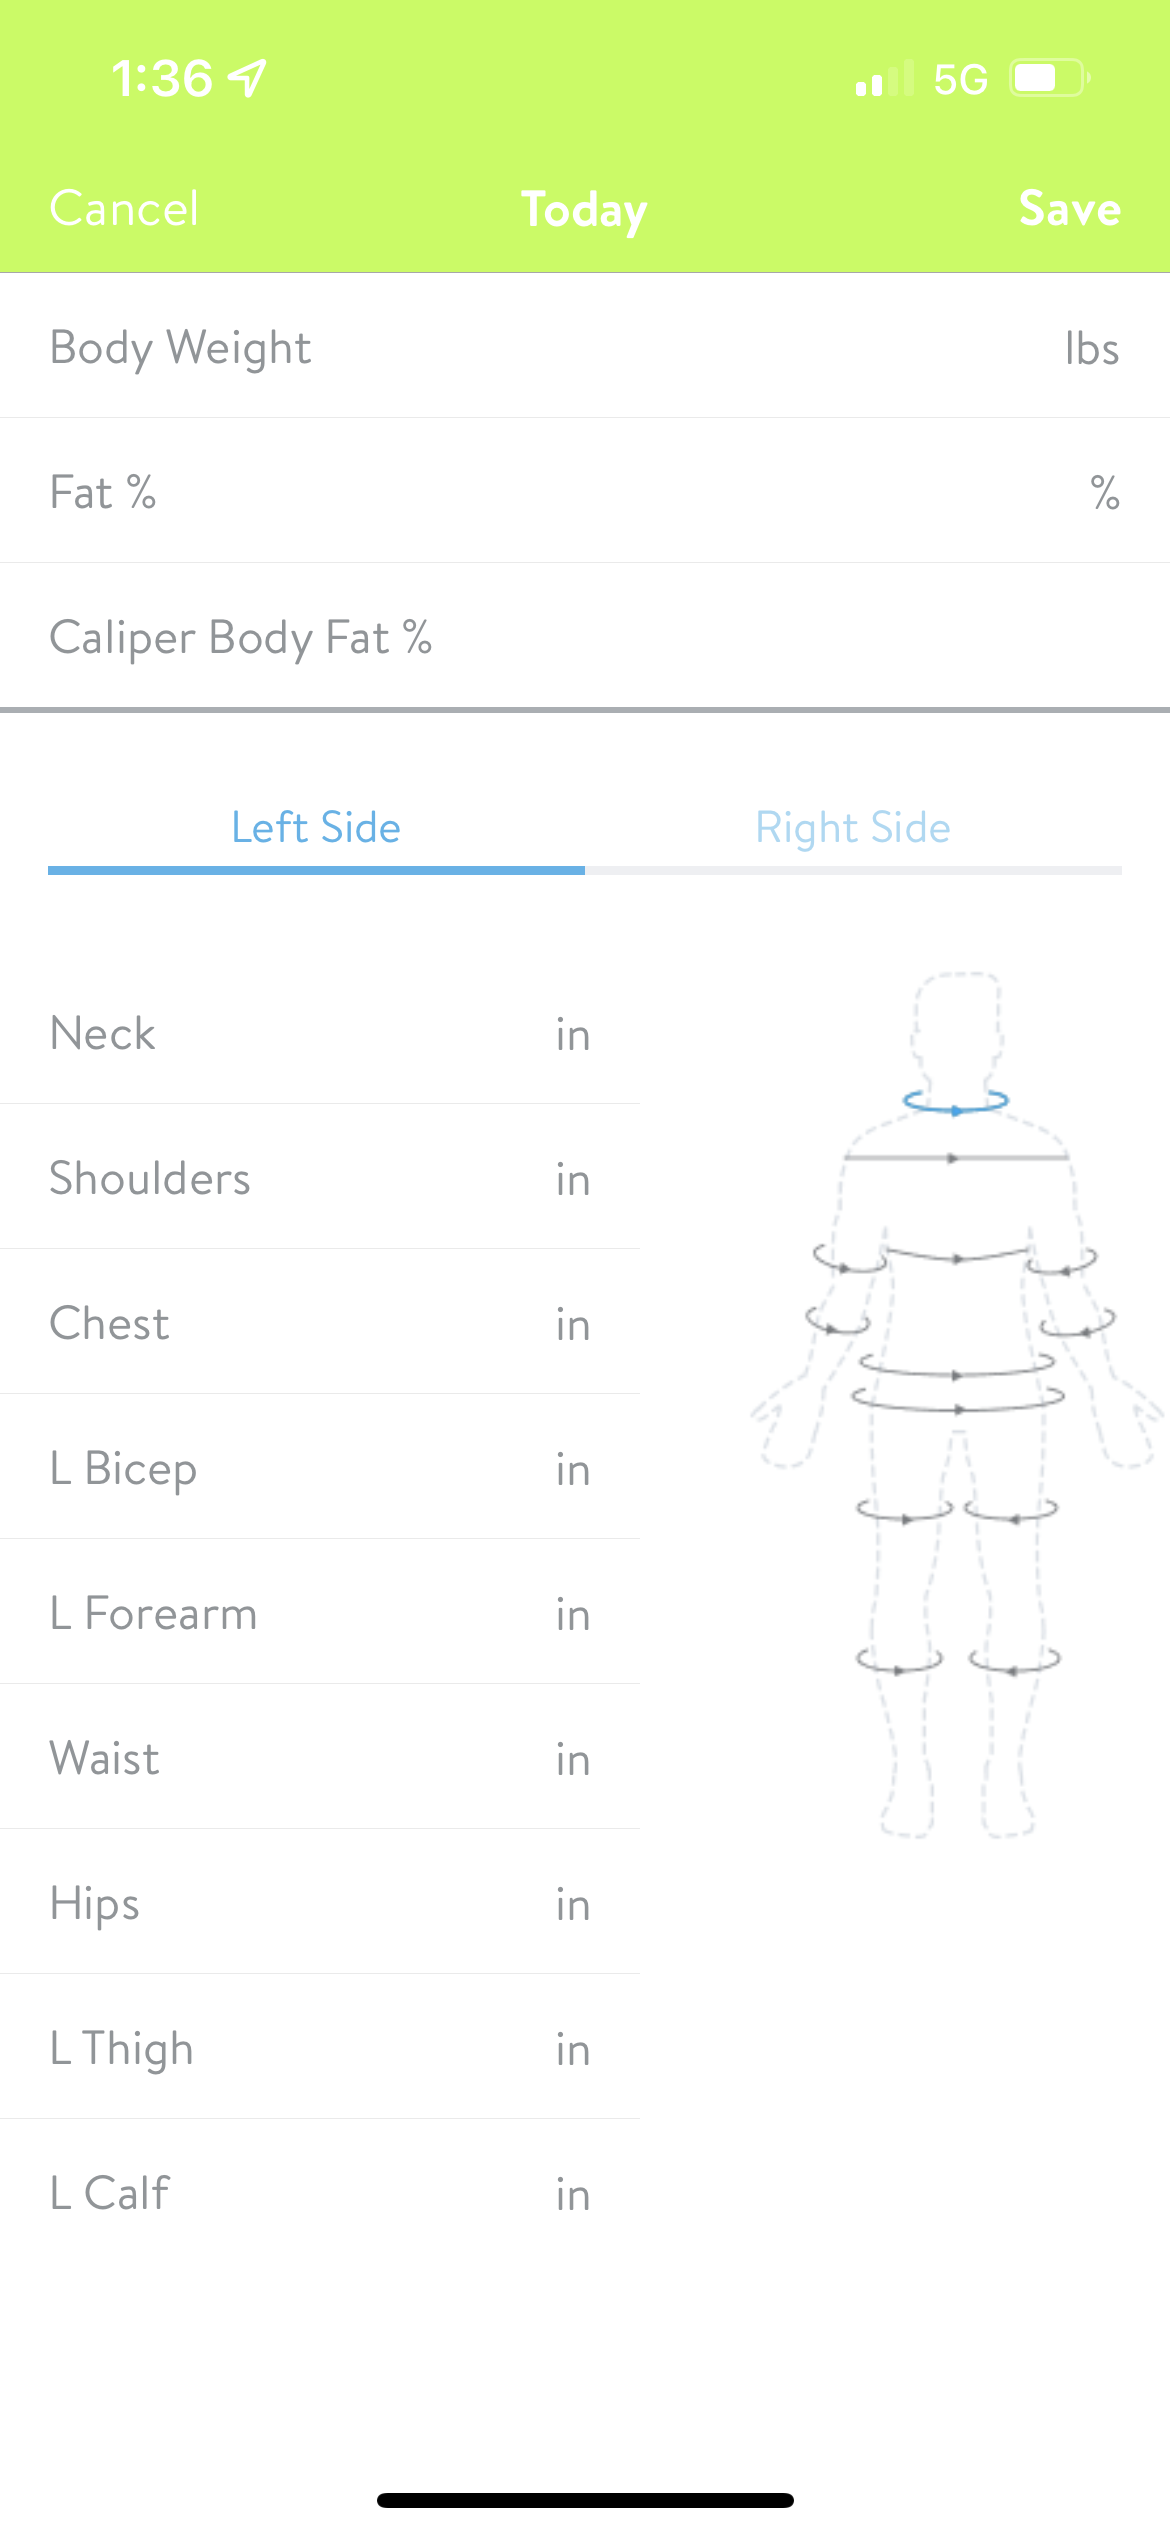 1:36 5G
Cancel Today Save
Body Weight lbs
Fat % %
Caliper Body Fat %
Left Side Right Side
Neck in
Shoulders in
Chest in
L Bicep in
L Forearm in
Waist in
Hips in
L Thigh in
L Calf in